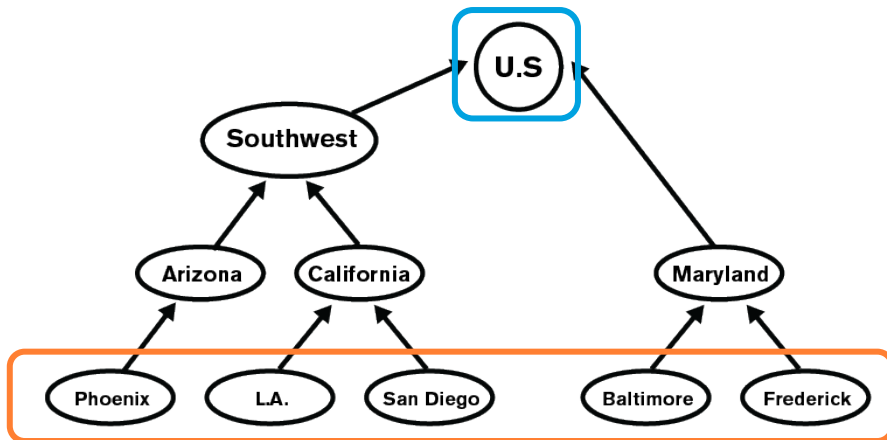 U.S
Southwest
Arizona
California
Maryland
Phoenix
L.A.
San Diego
Baltimore
Frederick